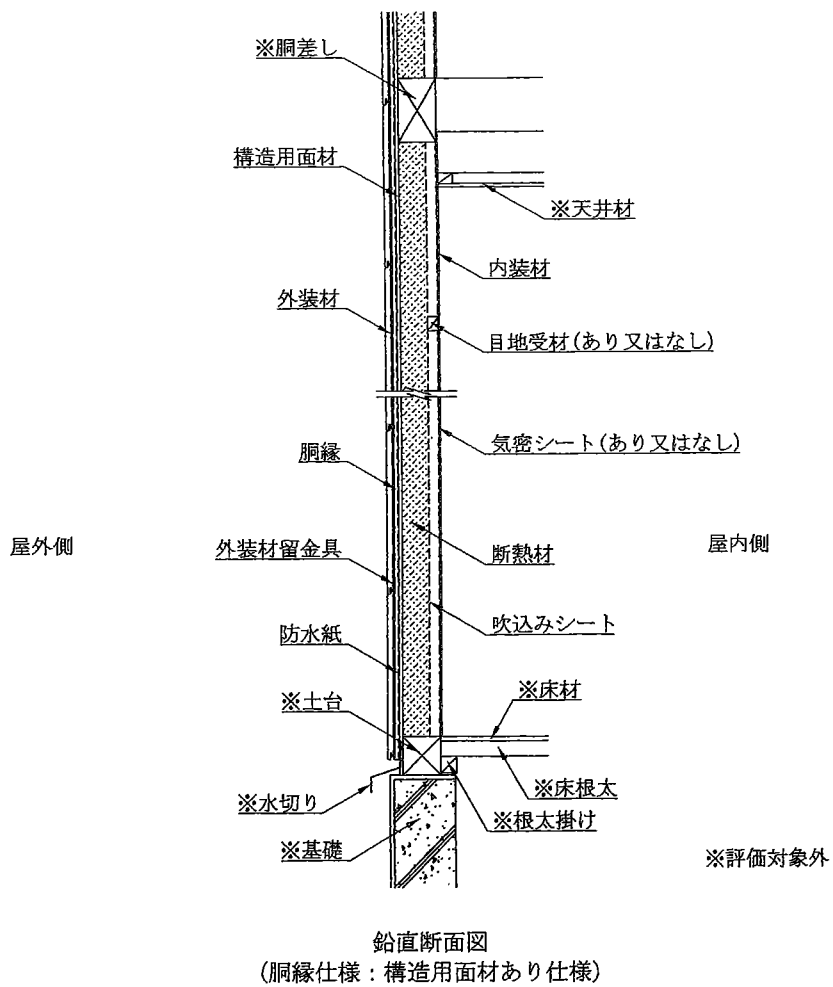 ※胴差し
構造用面材
※天井材
内装材
外装材
目地受材(あり又はなし)
気密シート(あり又はなし)
胴縁
屋外側
外装材留金具
断熱材
屋内側
吹込みシート
防水紙
※床材
※土台
※床根太
※水切り
※根太掛け
※基礎
※評価対象外
鉛直断面図
(胴縁仕様:構造用面材あり仕様)